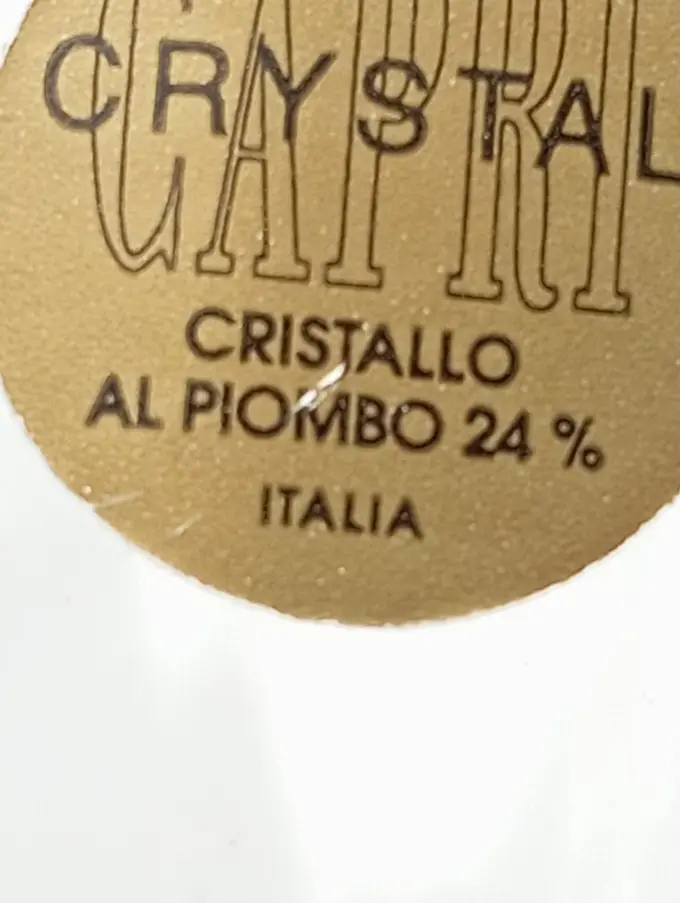 CRYSTAL
CAPRI
CRISTALLO
AL PIOMBO 24 %
ITALIA